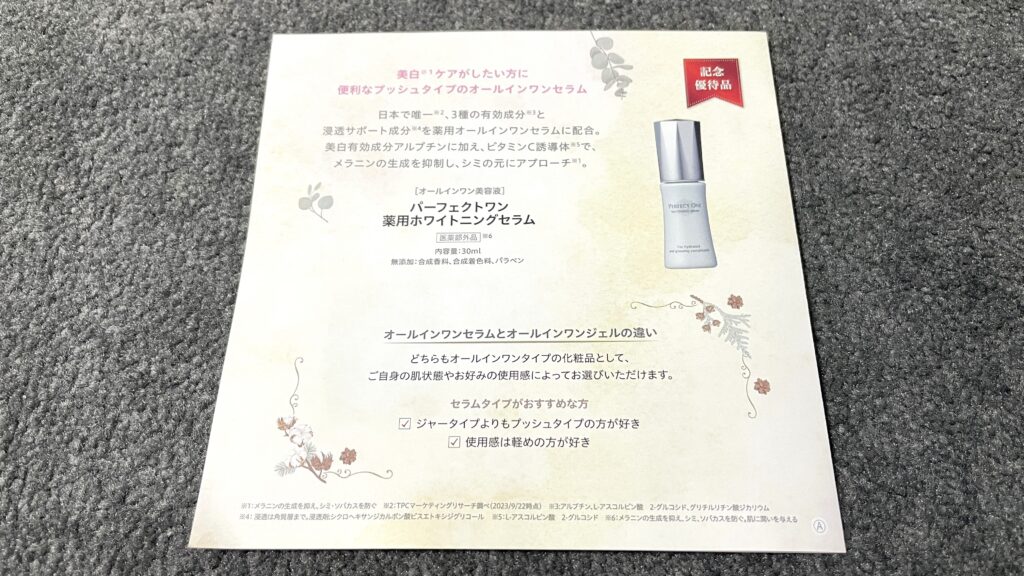 美白※1ケアがしたい方に
便利なプッシュタイプのオールインワンセラム
記念
優待品
日本で唯一※2、3種の有効成分※3と
浸透サポート成分※4を薬用オールインワンセラムに配合。
美白有効成分アルブチンに加え、ビタミンC誘導体※5で、
メラニンの生成を抑制し、シミの元にアプローチ※1。
[オールインワン美容液]
パーフェクトワン
薬用ホワイトニングセラム
医薬部外品※6
内容量:30ml
無添加:合成香料、合成着色料、パラベン
PERFECT ONE
オールインワンセラムとオールインワンジェルの違い
どちらもオールインワンタイプの化粧品として、
ご自身の肌状態やお好みの使用感によってお選びいただけます。
セラムタイプがおすすめな方
☑ ジャータイプよりもプッシュタイプの方が好き
☑ 使用感は軽めの方が好き
※1:メラニンの生成を抑え、シミ・ソバカスを防ぐ ※2:TPCマーケティングリサーチ調べ(2023/9/22時点) ※3:アルブチン、L-アスコルビン酸 2-グルコシド、グリチルリチン酸ジカリウム
※4:浸透は角質層まで。浸透剤:シクロヘキサンジカルボン酸ビスエトキシジグリコール ※5:L-アスコルビン酸 2-グルコシド ※6:メラニンの生成を抑え、シミ、ソバカスを防ぐ。肌に潤いを与える
Ⓐ